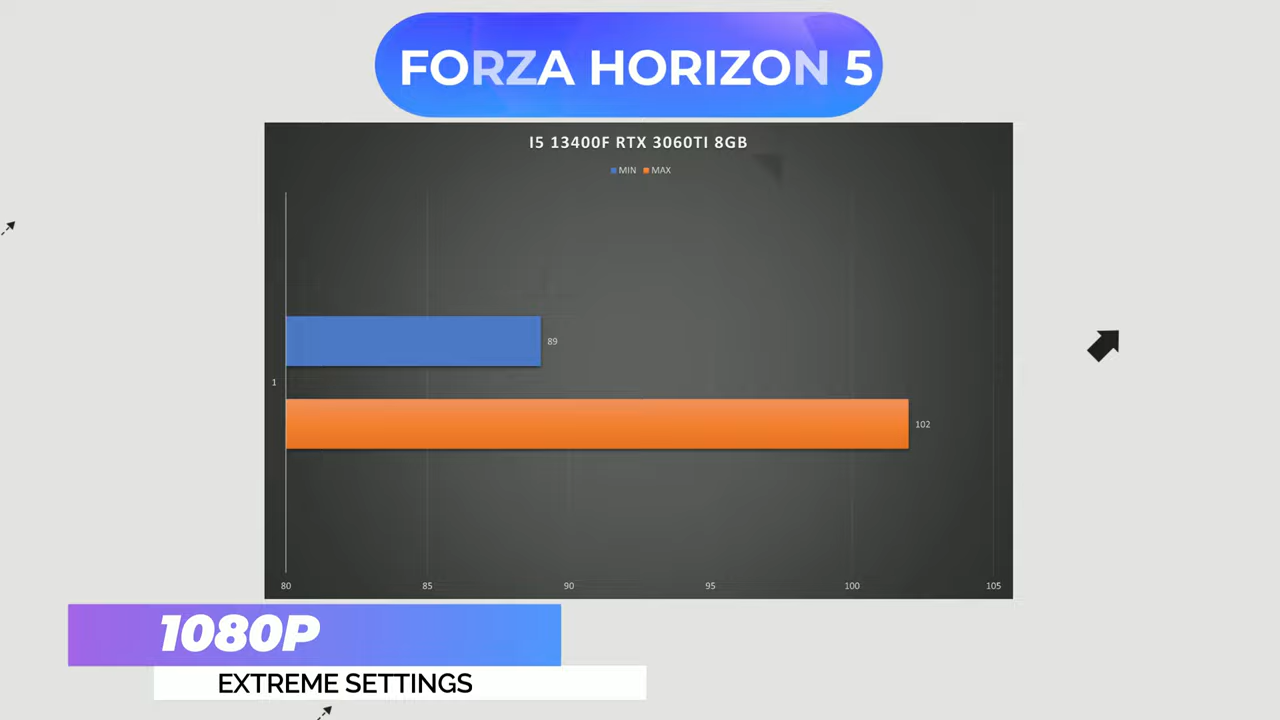 FORZA HORIZON 5
I5 13400F RTX 3060TI 8GB
MIN MAX
89
1
102
80 85 90 95 100 105
1080P
EXTREME SETTINGS